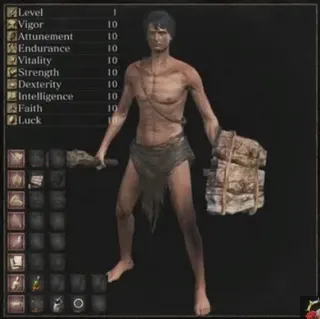 Level 1
Vigor 10
Attunement 10
Endurance 10
Vitality 10
Strength 10
Dexterity 10
Intelligence 10
Faith 10
Luck 10